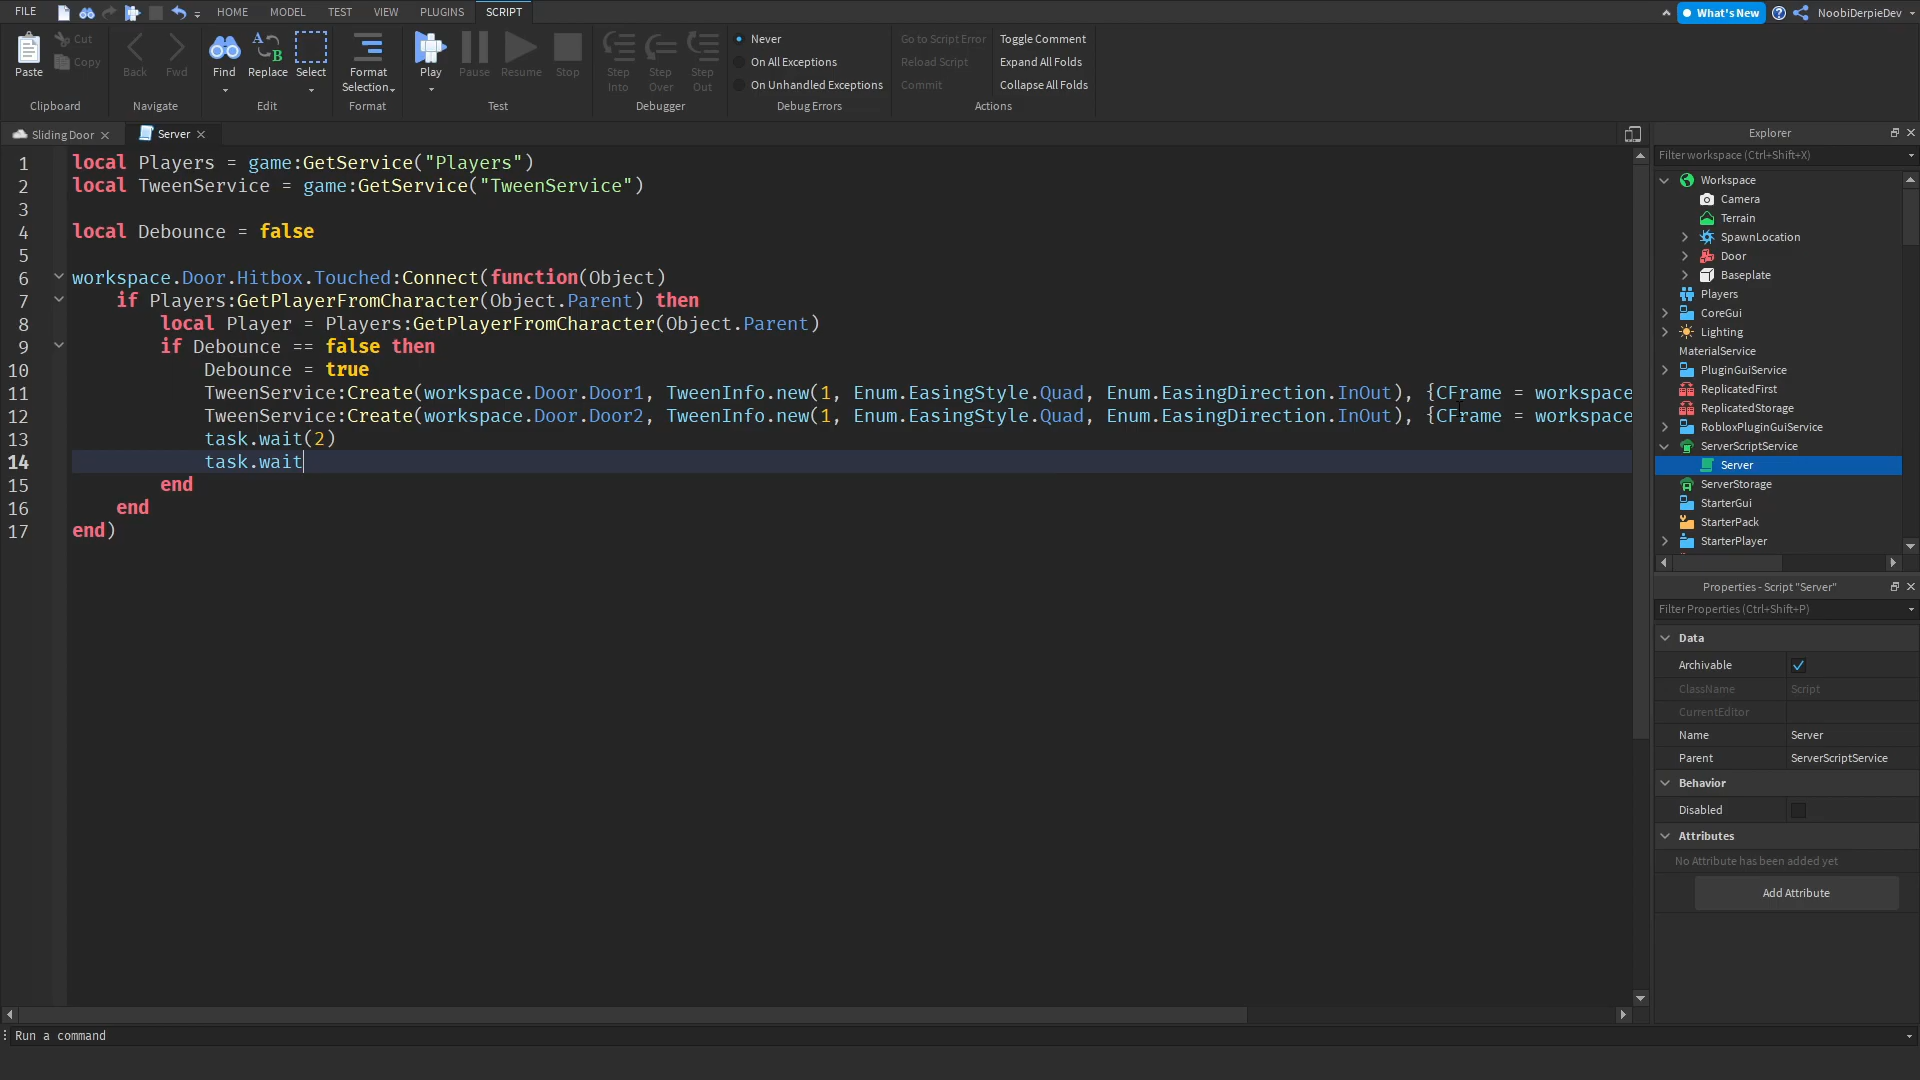 FILE HOME MODEL TEST VIEW PLUGINS SCRIPT What's New NoobiDerpieDev
Paste Cut Copy Back Fwd Find Replace Select Format Selection Play Pause Resume Stop Step Into Step Over Step Out
Never
On All Exceptions
On Unhandled Exceptions
Go to Script Error
Reload Script
Commit
Toggle Comment
Expand All Folds
Collapse All Folds
Clipboard Navigate Edit Format Test Debugger Debug Errors Actions
Sliding Door Server
1 local Players = game:GetService("Players")
2 local TweenService = game:GetService("TweenService")
3
4 local Debounce = false
5
6 workspace.Door.Hitbox.Touched:Connect(function(Object)
7 if Players:GetPlayerFromCharacter(Object.Parent) then
8 local Player = Players:GetPlayerFromCharacter(Object.Parent)
9 if Debounce == false then
10 Debounce = true
11 TweenService:Create(workspace.Door.Door1, TweenInfo.new(1, Enum.EasingStyle.Quad, Enum.EasingDirection.InOut), {CFrame = workspace
12 TweenService:Create(workspace.Door.Door2, TweenInfo.new(1, Enum.EasingStyle.Quad, Enum.EasingDirection.InOut), {CFrame = workspace
13 task.wait(2)
14 task.wait
15 end
16 end
17 end)
Explorer
Filter workspace (Ctrl+Shift+X)
Workspace
Camera
Terrain
SpawnLocation
Door
Baseplate
Players
CoreGui
Lighting
MaterialService
PluginGuiService
ReplicatedFirst
ReplicatedStorage
RobloxPluginGuiService
ServerScriptService
Server
ServerStorage
StarterGui
StarterPack
StarterPlayer
Properties - Script "Server"
Filter Properties (Ctrl+Shift+P)
Data
Archivable
ClassName Script
CurrentEditor
Name Server
Parent ServerScriptService
Behavior
Disabled
Attributes
No Attribute has been added yet
Add Attribute
Run a command